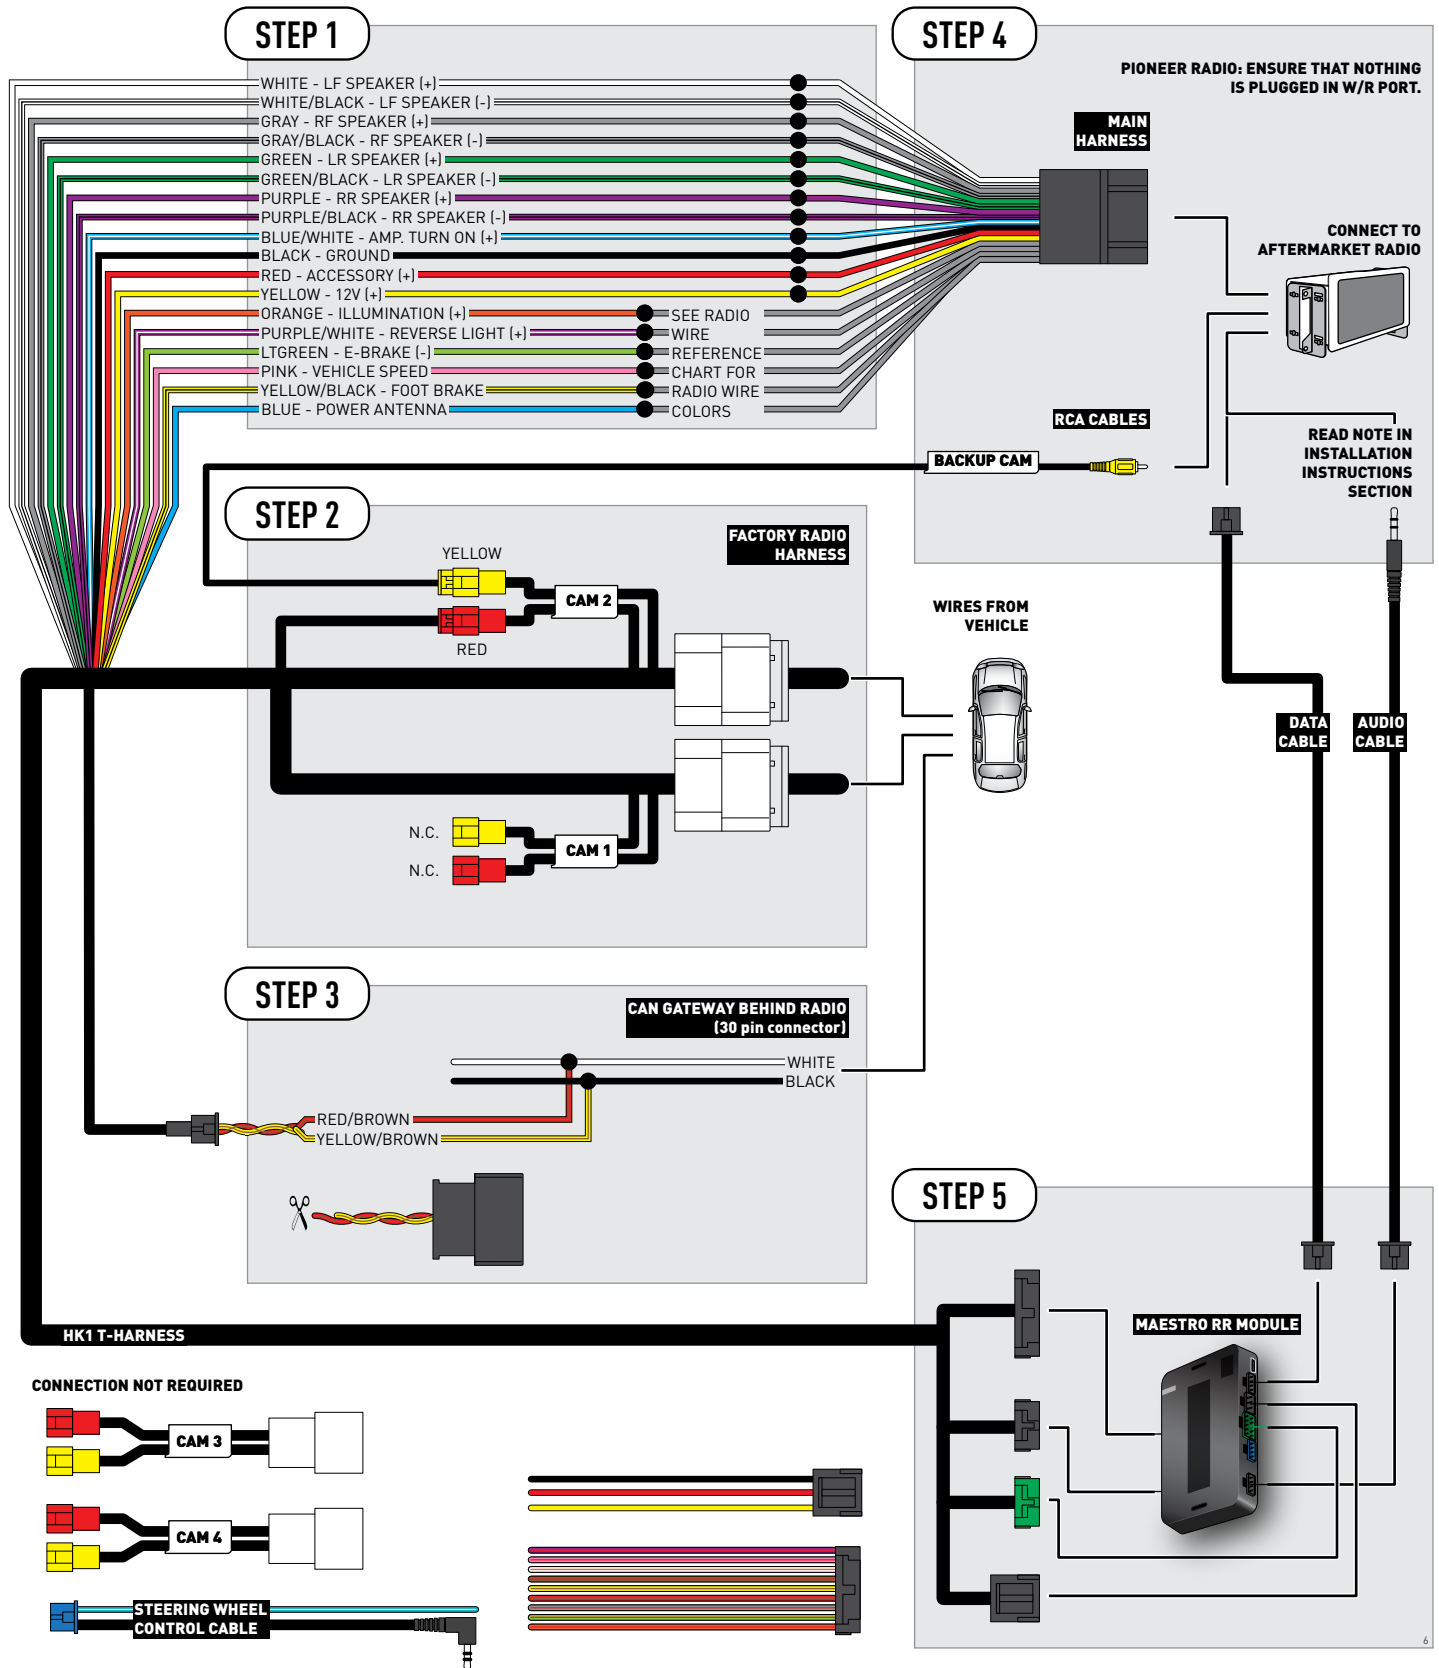 STEP 1
WHITE - LF SPEAKER (+)
WHITE/BLACK - LF SPEAKER (-)
GRAY - RF SPEAKER (+)
GRAY/BLACK - RF SPEAKER (-)
GREEN - LR SPEAKER (+)
GREEN/BLACK - LR SPEAKER (-)
PURPLE - RR SPEAKER (+)
PURPLE/BLACK - RR SPEAKER (-)
BLUE/WHITE - AMP. TURN ON (+)
BLACK - GROUND
RED - ACCESSORY (+)
YELLOW - 12V (+)
ORANGE - ILLUMINATION (+)
PURPLE/WHITE - REVERSE LIGHT (+)
LTGREEN - E-BRAKE (-)
PINK - VEHICLE SPEED
YELLOW/BLACK - FOOT BRAKE
BLUE - POWER ANTENNA
SEE RADIO
WIRE
REFERENCE
CHART FOR
RADIO WIRE
COLORS
STEP 4
PIONEER RADIO: ENSURE THAT NOTHING
IS PLUGGED IN W/R PORT.
MAIN
HARNESS
CONNECT TO
AFTERMARKET RADIO
RCA CABLES
BACKUP CAM
READ NOTE IN
INSTALLATION
INSTRUCTIONS
SECTION
STEP 2
FACTORY RADIO
HARNESS
YELLOW
CAM 2
RED
WIRES FROM
VEHICLE
DATA
CABLE
AUDIO
CABLE
N.C.
CAM 1
N.C.
STEP 3
CAN GATEWAY BEHIND RADIO
(30 pin connector)
WHITE
BLACK
RED/BROWN
YELLOW/BROWN
STEP 5
MAESTRO RR MODULE
HK1 T-HARNESS
CONNECTION NOT REQUIRED
CAM 3
CAM 4
STEERING WHEEL
CONTROL CABLE
6